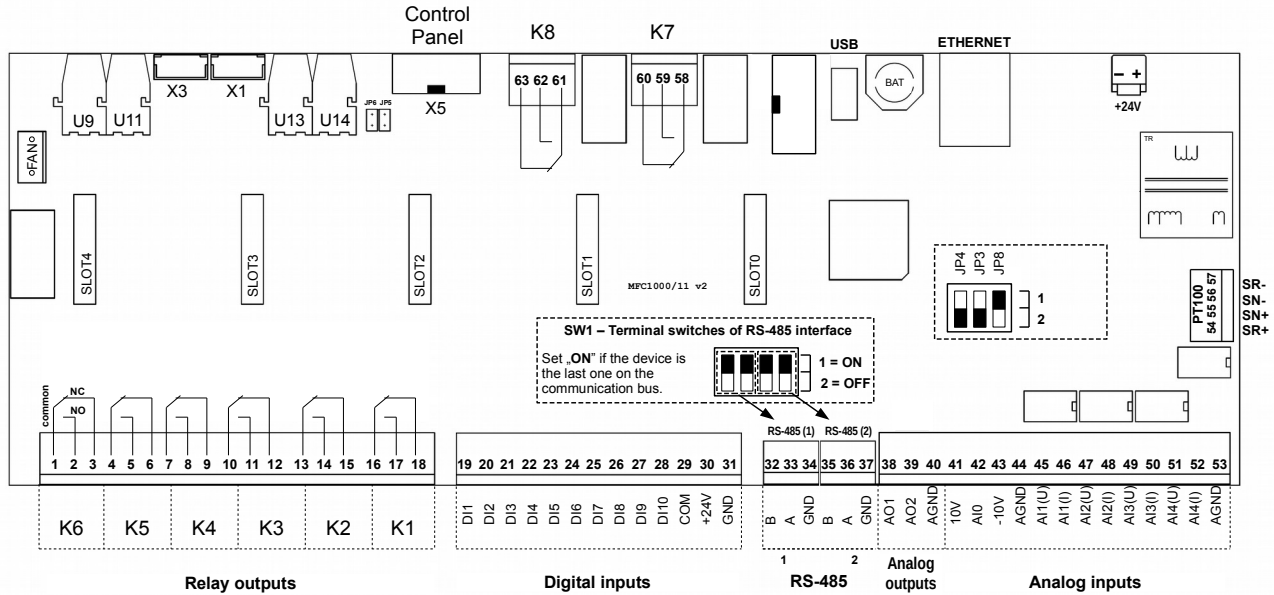 Control
Panel
K8
K7
USB
ETHERNET
63 62 61
60 59 58
BAT
- +
+24V
X3
X1
X5
JP6 JP5
U9
U11
U13
U14
FAN
TR
SLOT4
SLOT3
SLOT2
SLOT1
SLOT0
MFC1000/11 v2
JP4
JP3
JP8
1
2
PT100
54 55 56 57
SR-
SN-
SN+
SR+
SW1 – Terminal switches of RS-485 interface
Set „ON” if the device is
the last one on the
communication bus.
1 = ON
2 = OFF
common
NC
NO
RS-485 (1)
RS-485 (2)
1 2 3 4 5 6 7 8 9 10 11 12 13 14 15 16 17 18
19 20 21 22 23 24 25 26 27 28 29 30 31
32 33 34 35 36 37
38 39 40 41 42 43 44 45 46 47 48 49 50 51 52 53
K6 K5 K4 K3 K2 K1
DI1 DI2 DI3 DI4 DI5 DI6 DI7 DI8 DI9 DI10 COM +24V GND
B A GND B A GND
AO1 AO2 AGND 10V AI0 -10V AGND AI1(U) AI1(I) AI2(U) AI2(I) AI3(U) AI3(I) AI4(U) AI4(I) AGND
1 2
Relay outputs
Digital inputs
RS-485
Analog
outputs
Analog inputs